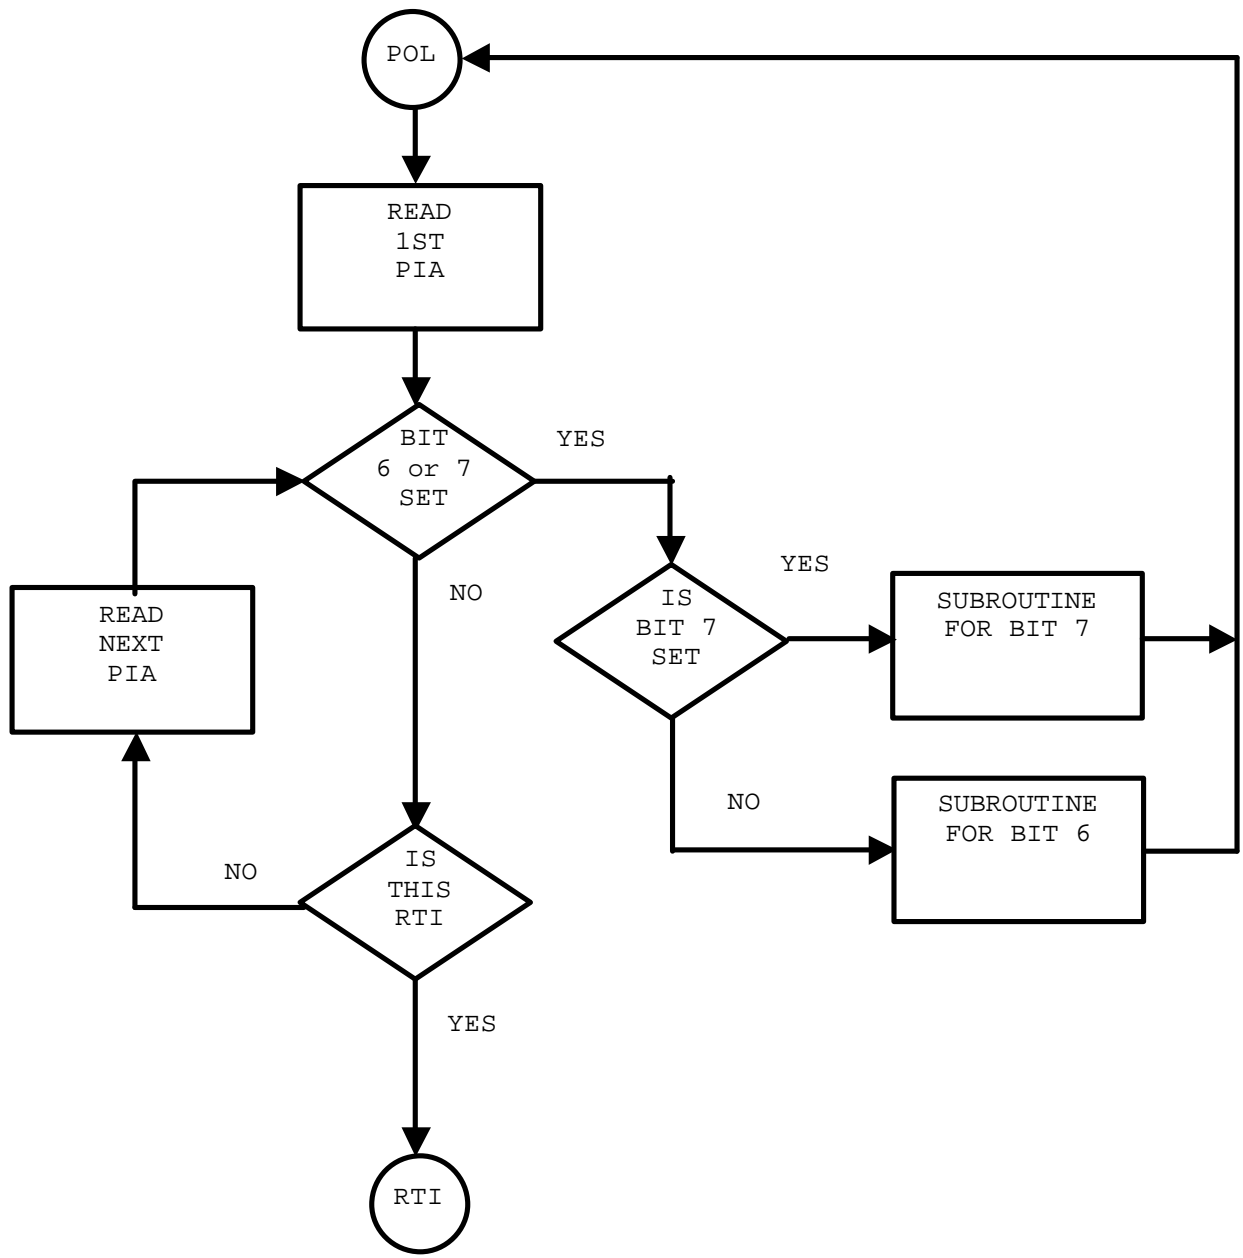 POL
READ
1ST
PIA
BIT
6 or 7
SET
YES
NO
READ
NEXT
PIA
IS
BIT 7
SET
YES
SUBROUTINE
FOR BIT 7
NO
SUBROUTINE
FOR BIT 6
IS
THIS
RTI
NO
YES
RTI